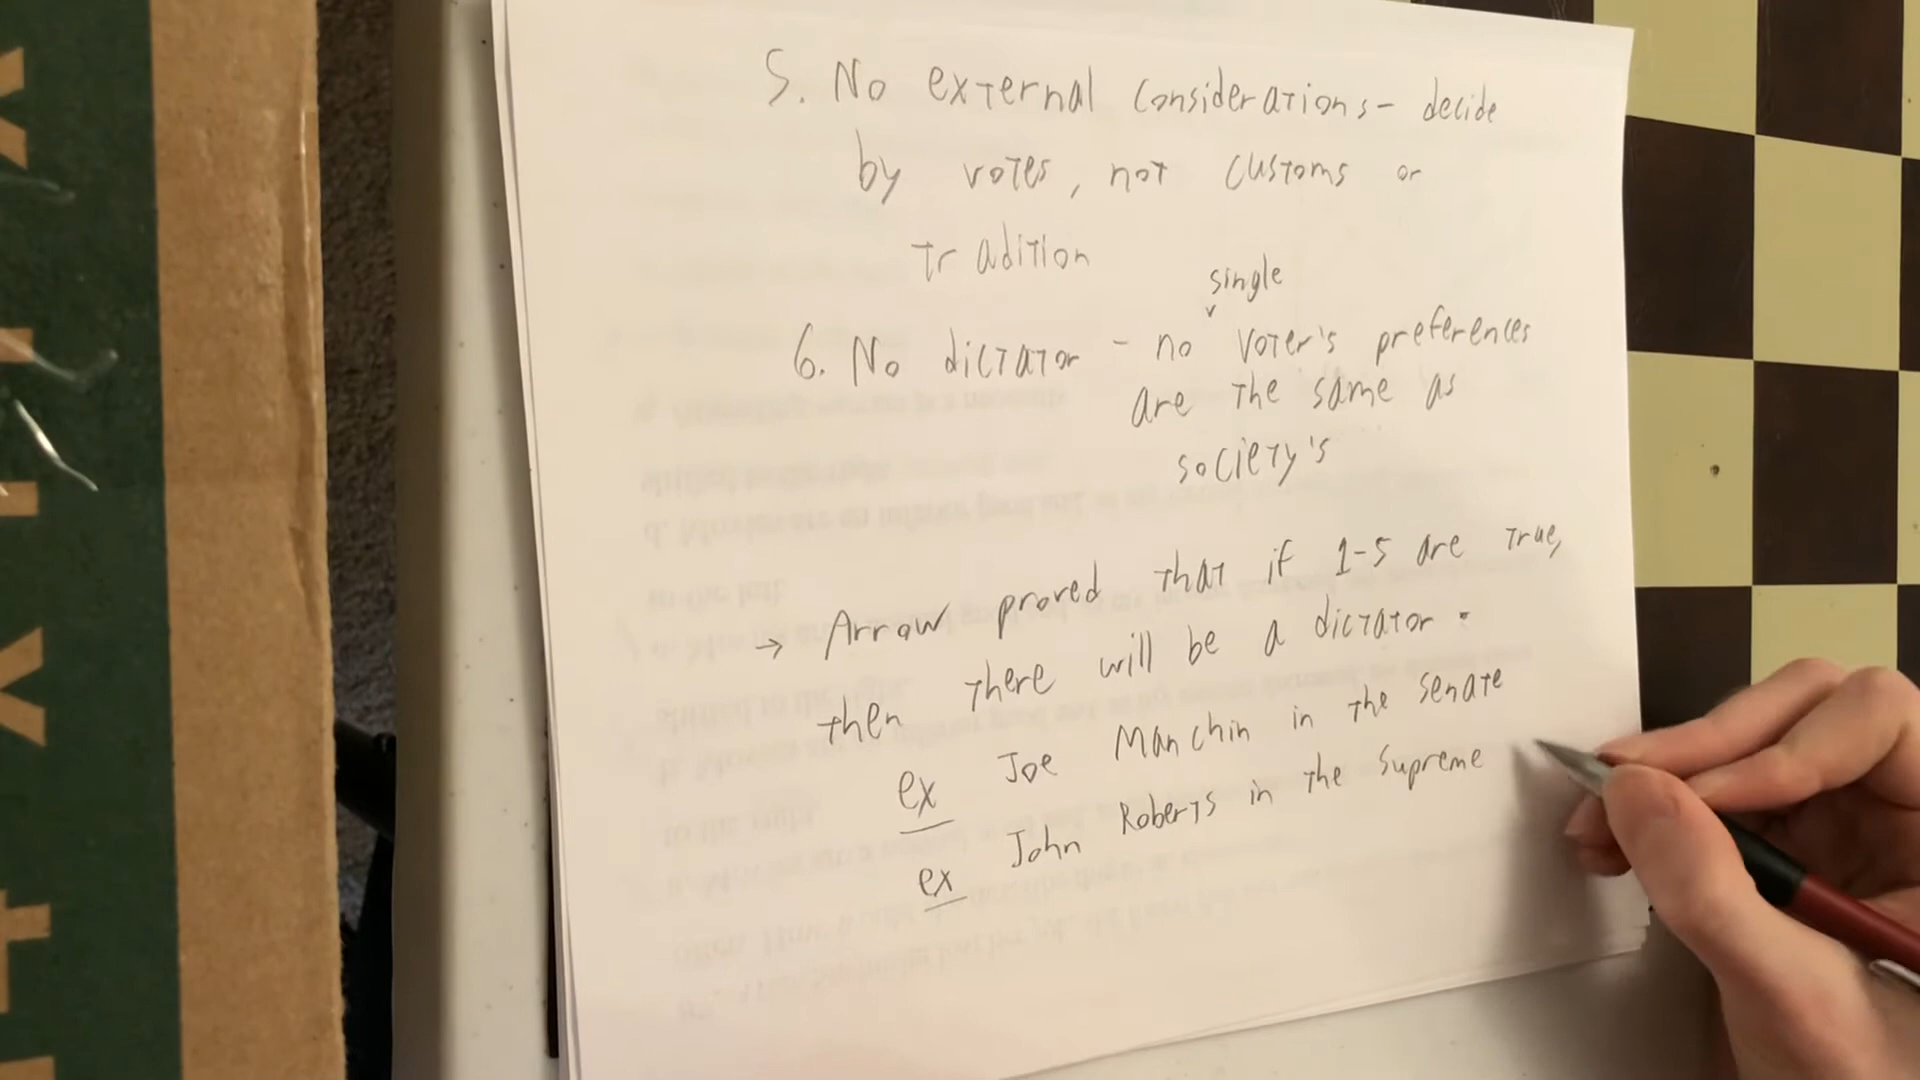 5. No external considerations- decide
by votes, not customs or
tradition
single
6. No dictator - no voter's preferences
are the same as
society's
→ Arrow proved that if 1-5 are true,
then there will be a dictator.
ex Joe Manchin in the senate
ex John Roberts in the Supreme